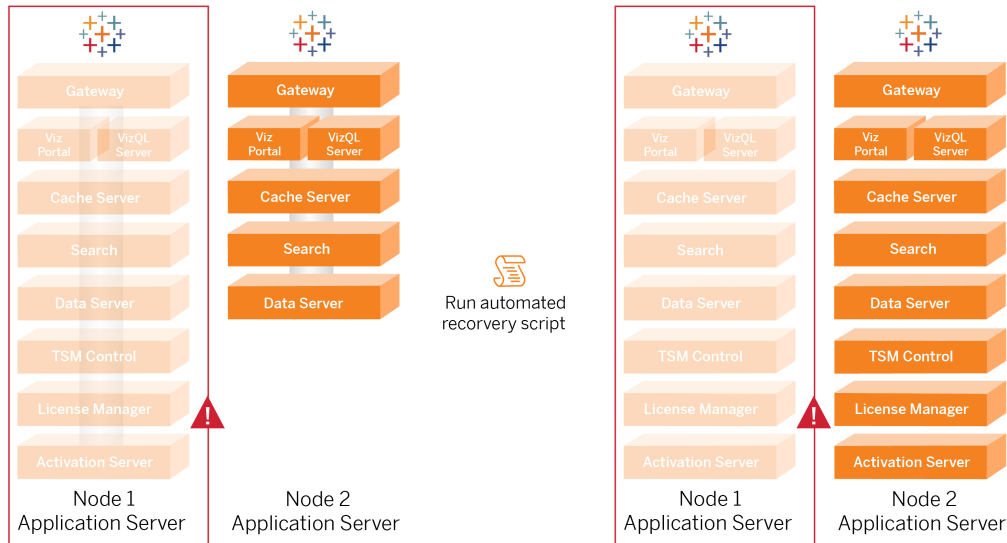 Gateway
Viz
Portal
VizQL
Server
Cache Server
Search
Data Server
TSM Control
License Manager
Activation Server
!
Node 1
Application Server
Gateway
Viz
Portal
VizQL
Server
Cache Server
Search
Data Server
Node 2
Application Server
Run automated
recorvery script
Gateway
Viz
Portal
VizQL
Server
Cache Server
Search
Data Server
TSM Control
License Manager
Activation Server
!
Node 1
Application Server
Gateway
Viz
Portal
VizQL
Server
Cache Server
Search
Data Server
TSM Control
License Manager
Activation Server
Node 2
Application Server